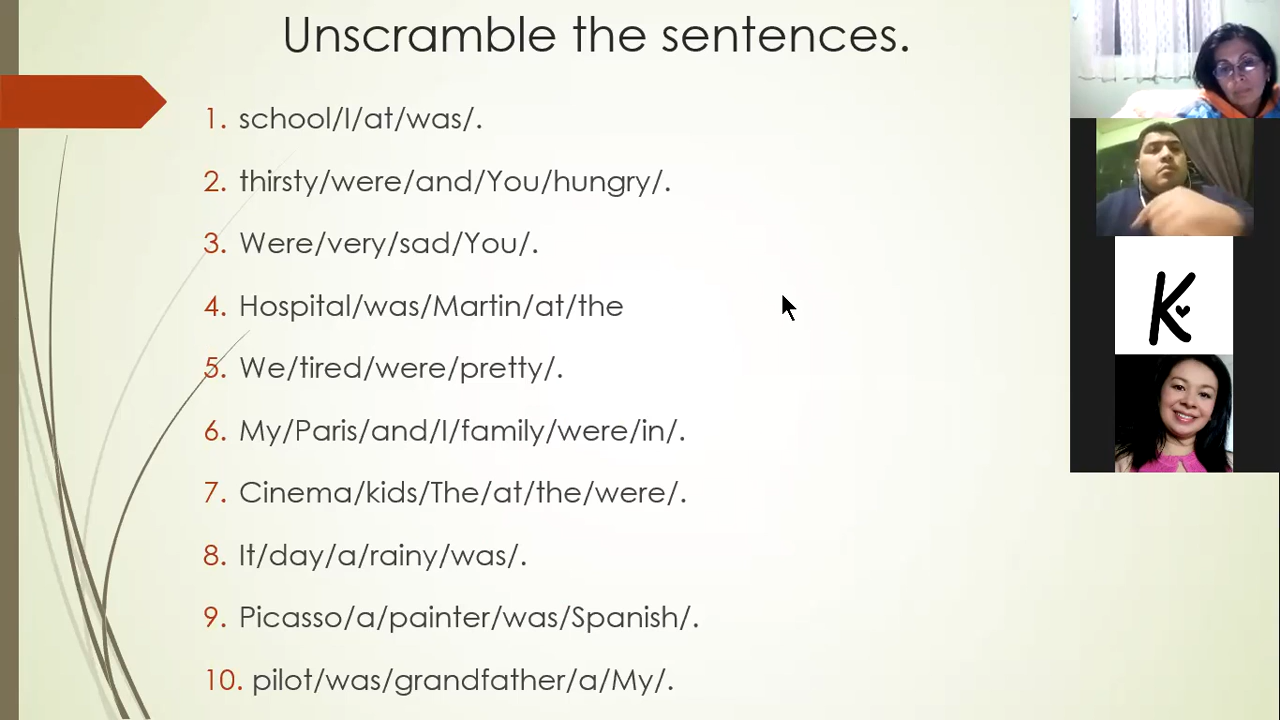 Unscramble the sentences.
1. school/I/at/was/.
2. thirsty/were/and/You/hungry/.
3. Were/very/sad/You/.
4. Hospital/was/Martin/at/the
5. We/tired/were/pretty/.
6. My/Paris/and/I/family/were/in/.
7. Cinema/kids/The/at/the/were/.
8. It/day/a/rainy/was/.
9. Picasso/a/painter/was/Spanish/.
10. pilot/was/grandfather/a/My/.
K